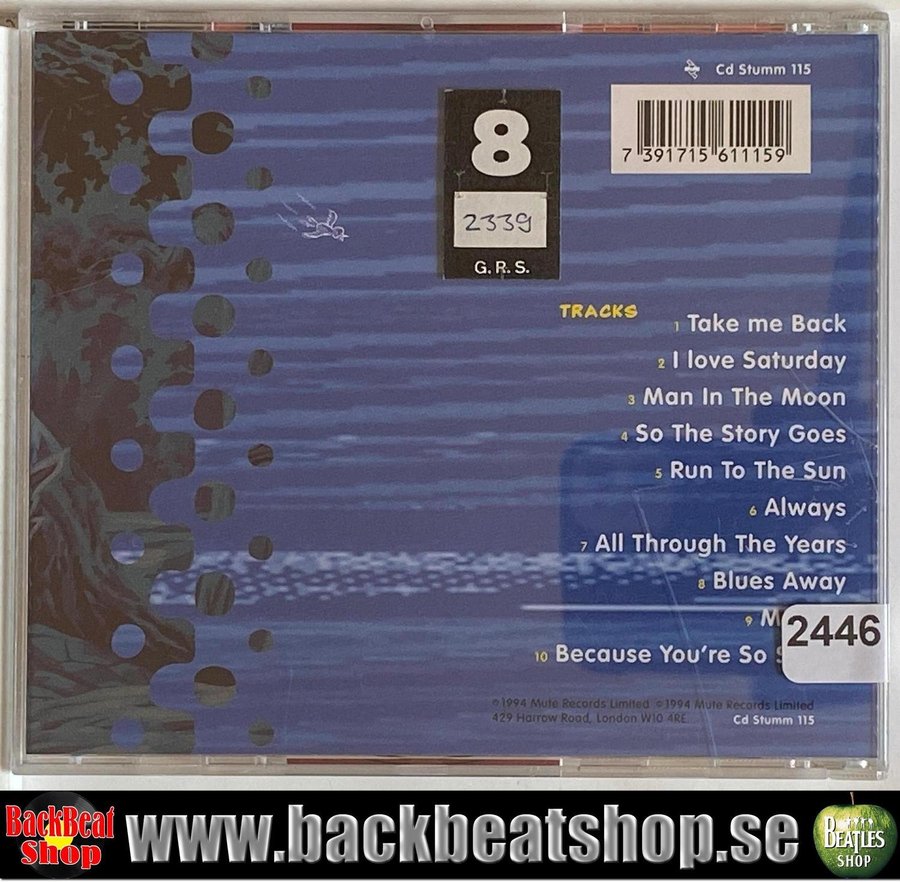 Cd Stumm 115
7 391715 611159
8
2339
G. R. S.
TRACKS
1 Take me Back
2 I love Saturday
3 Man In The Moon
4 So The Story Goes
5 Run To The Sun
6 Always
7 All Through The Years
8 Blues Away
9 M
2446
10 Because You're So S
℗1994 Mute Records Limited ©1994 Mute Records Limited
429 Harrow Road, London W10 4RE.
Cd Stumm 115
BackBeat Shop
www.backbeatshop.se
BEATLES SHOP